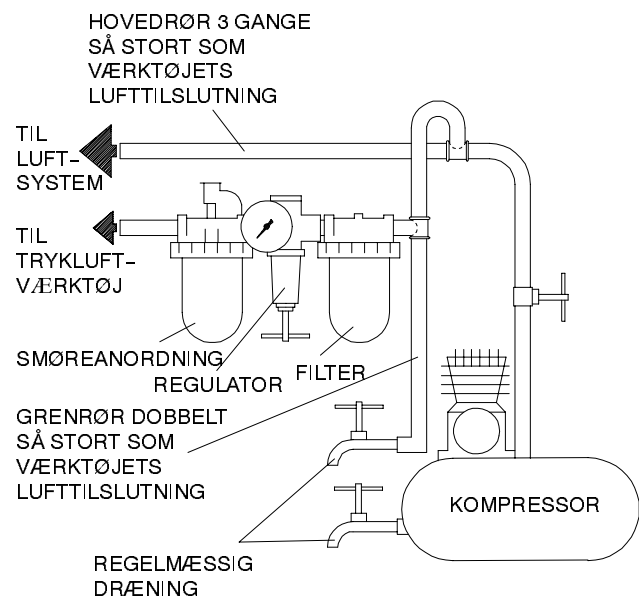 HOVEDRØR 3 GANGE
SÅ STORT SOM
VÆRKTØJETS
LUFTTILSLUTNING
TIL
LUFT-
SYSTEM
TIL
TRYKLUFT-
VÆRKTØJ
SMØREANORDNING
REGULATOR
FILTER
GRENRØR DOBBELT
SÅ STORT SOM
VÆRKTØJETS
LUFTTILSLUTNING
KOMPRESSOR
REGELMÆSSIG
DRÆNING